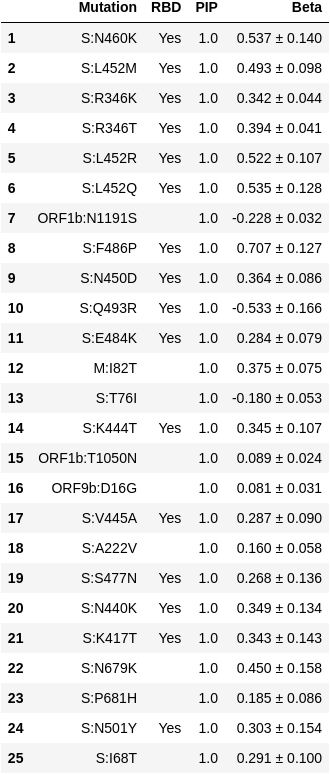 Mutation RBD PIP Beta
1 S:N460K Yes 1.0 0.537 ± 0.140
2 S:L452M Yes 1.0 0.493 ± 0.098
3 S:R346K Yes 1.0 0.342 ± 0.044
4 S:R346T Yes 1.0 0.394 ± 0.041
5 S:L452R Yes 1.0 0.522 ± 0.107
6 S:L452Q Yes 1.0 0.535 ± 0.128
7 ORF1b:N1191S 1.0 -0.228 ± 0.032
8 S:F486P Yes 1.0 0.707 ± 0.127
9 S:N450D Yes 1.0 0.364 ± 0.086
10 S:Q493R Yes 1.0 -0.533 ± 0.166
11 S:E484K Yes 1.0 0.284 ± 0.079
12 M:I82T 1.0 0.375 ± 0.075
13 S:T76I 1.0 -0.180 ± 0.053
14 S:K444T Yes 1.0 0.345 ± 0.107
15 ORF1b:T1050N 1.0 0.089 ± 0.024
16 ORF9b:D16G 1.0 0.081 ± 0.031
17 S:V445A Yes 1.0 0.287 ± 0.090
18 S:A222V 1.0 0.160 ± 0.058
19 S:S477N Yes 1.0 0.268 ± 0.136
20 S:N440K Yes 1.0 0.349 ± 0.134
21 S:K417T Yes 1.0 0.343 ± 0.143
22 S:N679K 1.0 0.450 ± 0.158
23 S:P681H 1.0 0.185 ± 0.086
24 S:N501Y Yes 1.0 0.303 ± 0.154
25 S:I68T 1.0 0.291 ± 0.100